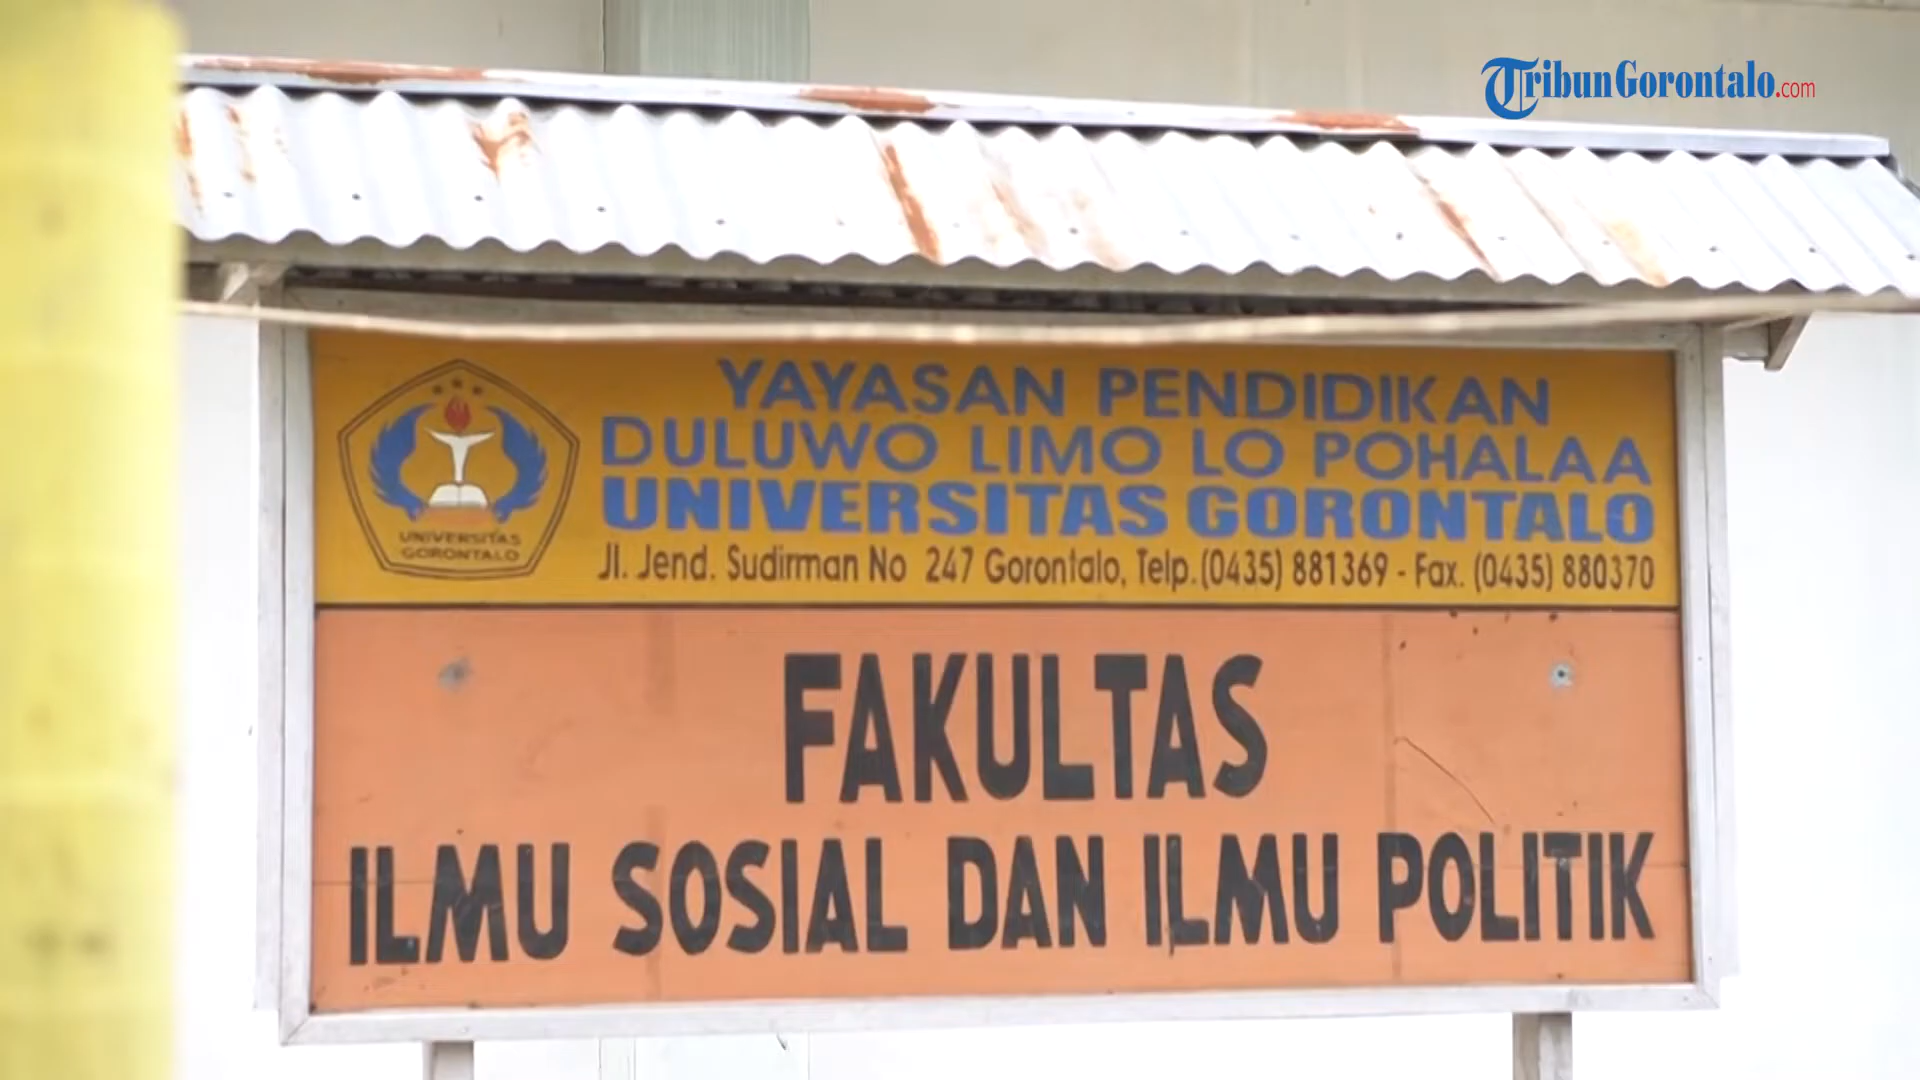 TribunGorontalo.com
YAYASAN PENDIDIKAN
DULUWO LIMO LO POHALAA
UNIVERSITAS GORONTALO
Jl. Jend. Sudirman No 247 Gorontalo, Telp.(0435) 881369 - Fax. (0435) 880370
UNIVERSITAS
GORONTALO
FAKULTAS
ILMU SOSIAL DAN ILMU POLITIK